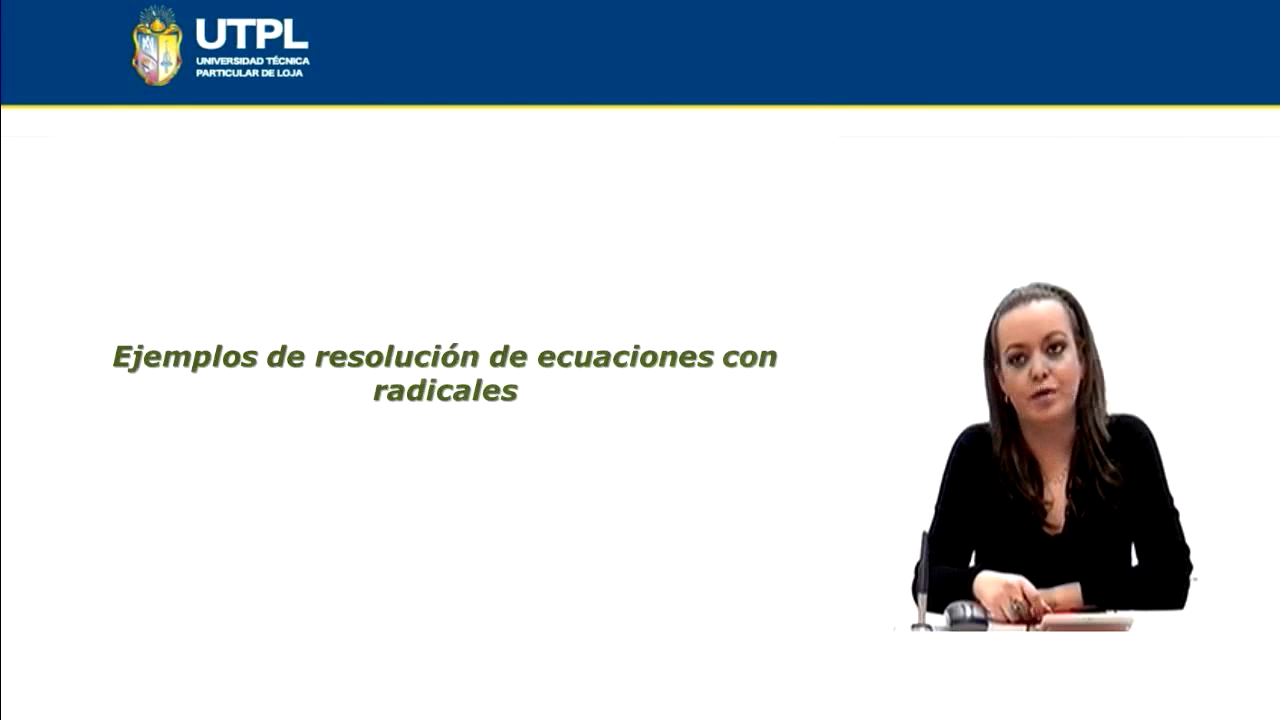 UTPL
UNIVERSIDAD TÉCNICA
PARTICULAR DE LOJA
Ejemplos de resolución de ecuaciones con
radicales